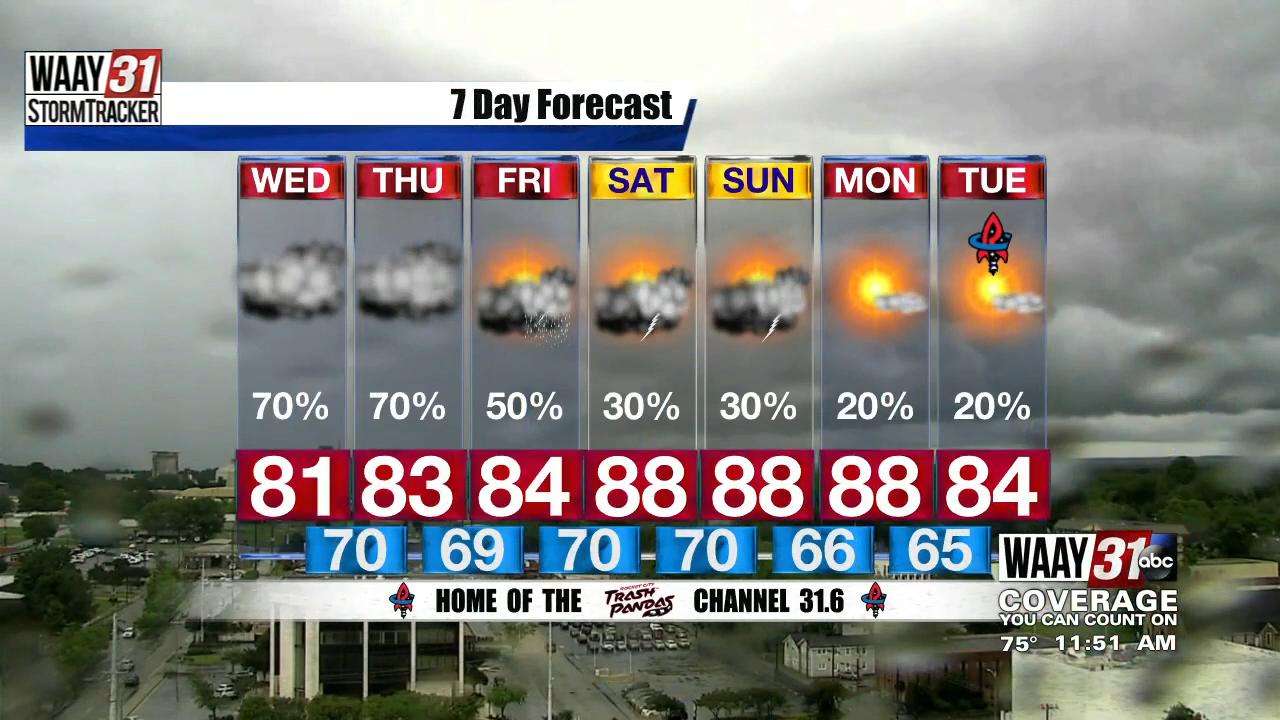 WAAY 31
STORMTRACKER
7 Day Forecast
WED THU FRI SAT SUN MON TUE
70% 70% 50% 30% 30% 20% 20%
81 83 84 88 88 88 84
70 69 70 70 66 65
HOME OF THE ROCKET CITY TRASH PANDAS CHANNEL 31.6
WAAY 31 abc
COVERAGE
YOU CAN COUNT ON
75° 11:51 AM